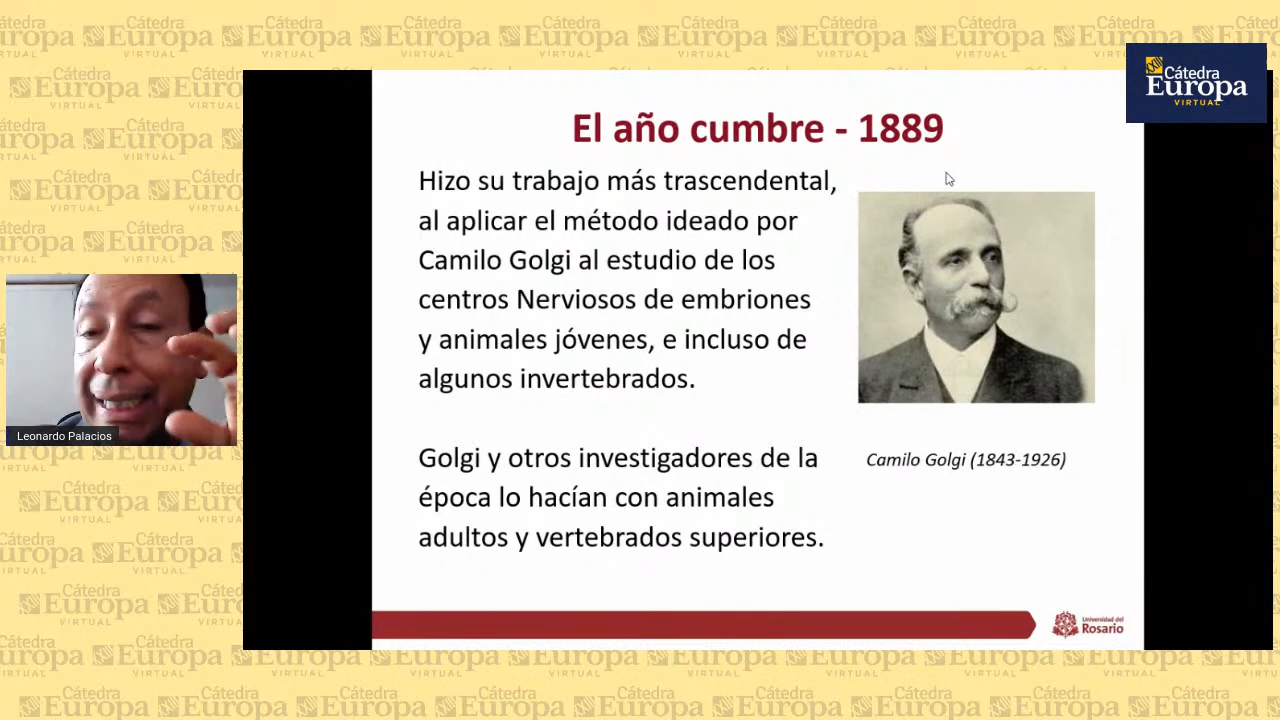 Cátedra
Europa
VIRTUAL
El año cumbre - 1889
Hizo su trabajo más trascendental,
al aplicar el método ideado por
Camilo Golgi al estudio de los
centros Nerviosos de embriones
y animales jóvenes, e incluso de
algunos invertebrados.
Golgi y otros investigadores de la
época lo hacían con animales
adultos y vertebrados superiores.
Camilo Golgi (1843-1926)
Leonardo Palacios
Universidad del
Rosario